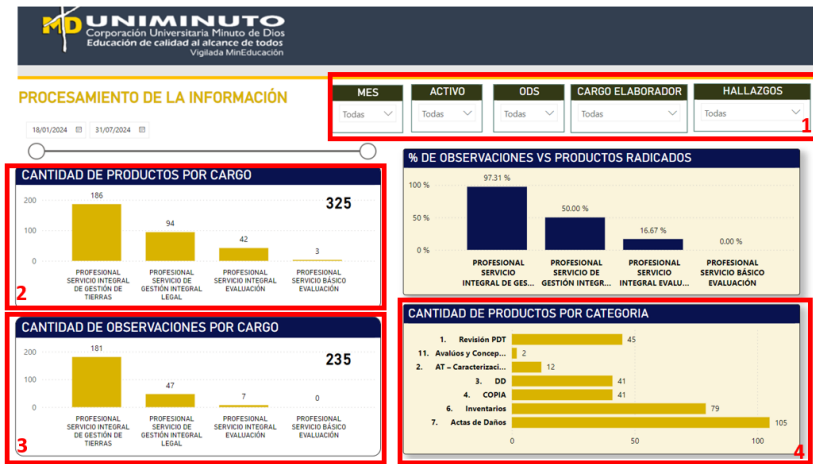 UNIMINUTO
Corporación Universitaria Minuto de Dios
Educación de calidad al alcance de todos
Vigilada MinEducación
PROCESAMIENTO DE LA INFORMACIÓN
MES
ACTIVO
ODS
CARGO ELABORADOR
HALLAZGOS
Todas
Todas
Todas
Todas
Todas
1
18/01/2024
31/07/2024
CANTIDAD DE PRODUCTOS POR CARGO
325
200
100
0
186
94
42
3
PROFESIONAL
SERVICIO INTEGRAL
DE GESTIÓN DE
TIERRAS
PROFESIONAL
SERVICIO DE
GESTIÓN INTEGRAL
LEGAL
PROFESIONAL
SERVICIO INTEGRAL
EVALUACIÓN
PROFESIONAL
SERVICIO BÁSICO
EVALUACIÓN
2
% DE OBSERVACIONES VS PRODUCTOS RADICADOS
100 %
50 %
0 %
97.31 %
50.00 %
16.67 %
0.00 %
PROFESIONAL
SERVICIO
INTEGRAL DE GES...
PROFESIONAL
SERVICIO DE
GESTIÓN INTEGR...
PROFESIONAL
SERVICIO
INTEGRAL EVALU...
PROFESIONAL
SERVICIO BÁSICO
EVALUACIÓN
CANTIDAD DE OBSERVACIONES POR CARGO
235
200
100
0
181
47
7
0
PROFESIONAL
SERVICIO INTEGRAL
DE GESTIÓN DE
TIERRAS
PROFESIONAL
SERVICIO DE
GESTIÓN INTEGRAL
LEGAL
PROFESIONAL
SERVICIO INTEGRAL
EVALUACIÓN
PROFESIONAL
SERVICIO BÁSICO
EVALUACIÓN
3
CANTIDAD DE PRODUCTOS POR CATEGORIA
1. Revisión PDT 45
11. Avalúos y Concep... 2
2. AT – Caracterizaci... 12
3. DD 41
4. COPIA 41
6. Inventarios 79
7. Actas de Daños 105
0 50 100
4